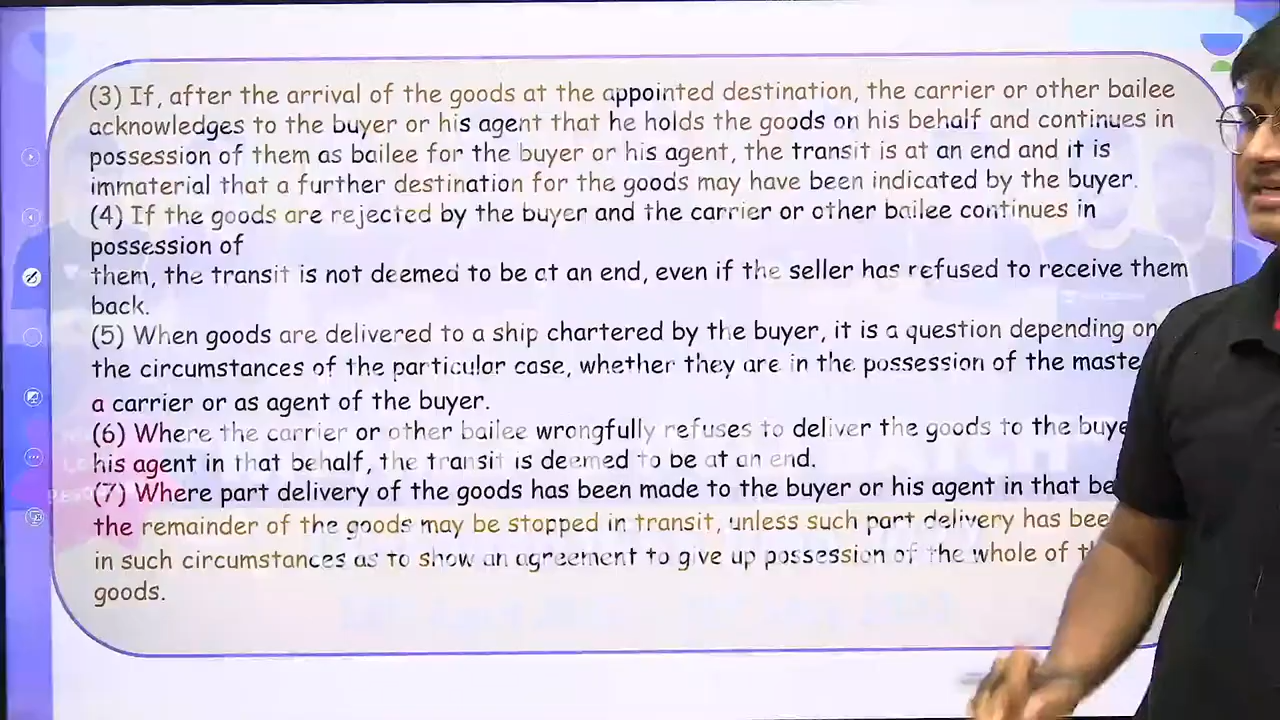 (3) If, after the arrival of the goods at the appointed destination, the carrier or other bailee
acknowledges to the buyer or his agent that he holds the goods on his behalf and continues in
possession of them as bailee for the buyer or his agent, the transit is at an end and it is
immaterial that a further destination for the goods may have been indicated by the buyer.
(4) If the goods are rejected by the buyer and the carrier or other bailee continues in
possession of
them, the transit is not deemed to be at an end, even if the seller has refused to receive them
back.
(5) When goods are delivered to a ship chartered by the buyer, it is a question depending on
the circumstances of the particular case, whether they are in the possession of the maste
a carrier or as agent of the buyer.
(6) Where the carrier or other bailee wrongfully refuses to deliver the goods to the buye
his agent in that behalf, the transit is deemed to be at an end.
(7) Where part delivery of the goods has been made to the buyer or his agent in that be
the remainder of the goods may be stopped in transit, unless such part delivery has bee
in such circumstances as to show an agreement to give up possession of the whole of t
goods.